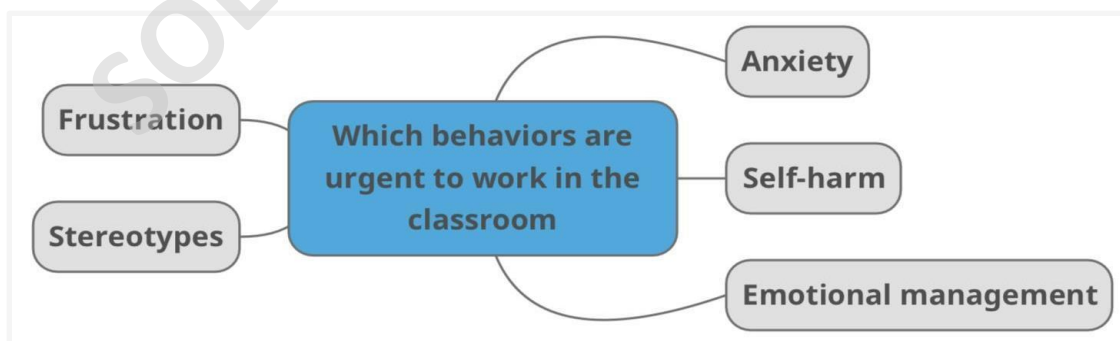 Which behaviors are
urgent to work in the
classroom
Frustration
Stereotypes
Anxiety
Self-harm
Emotional management